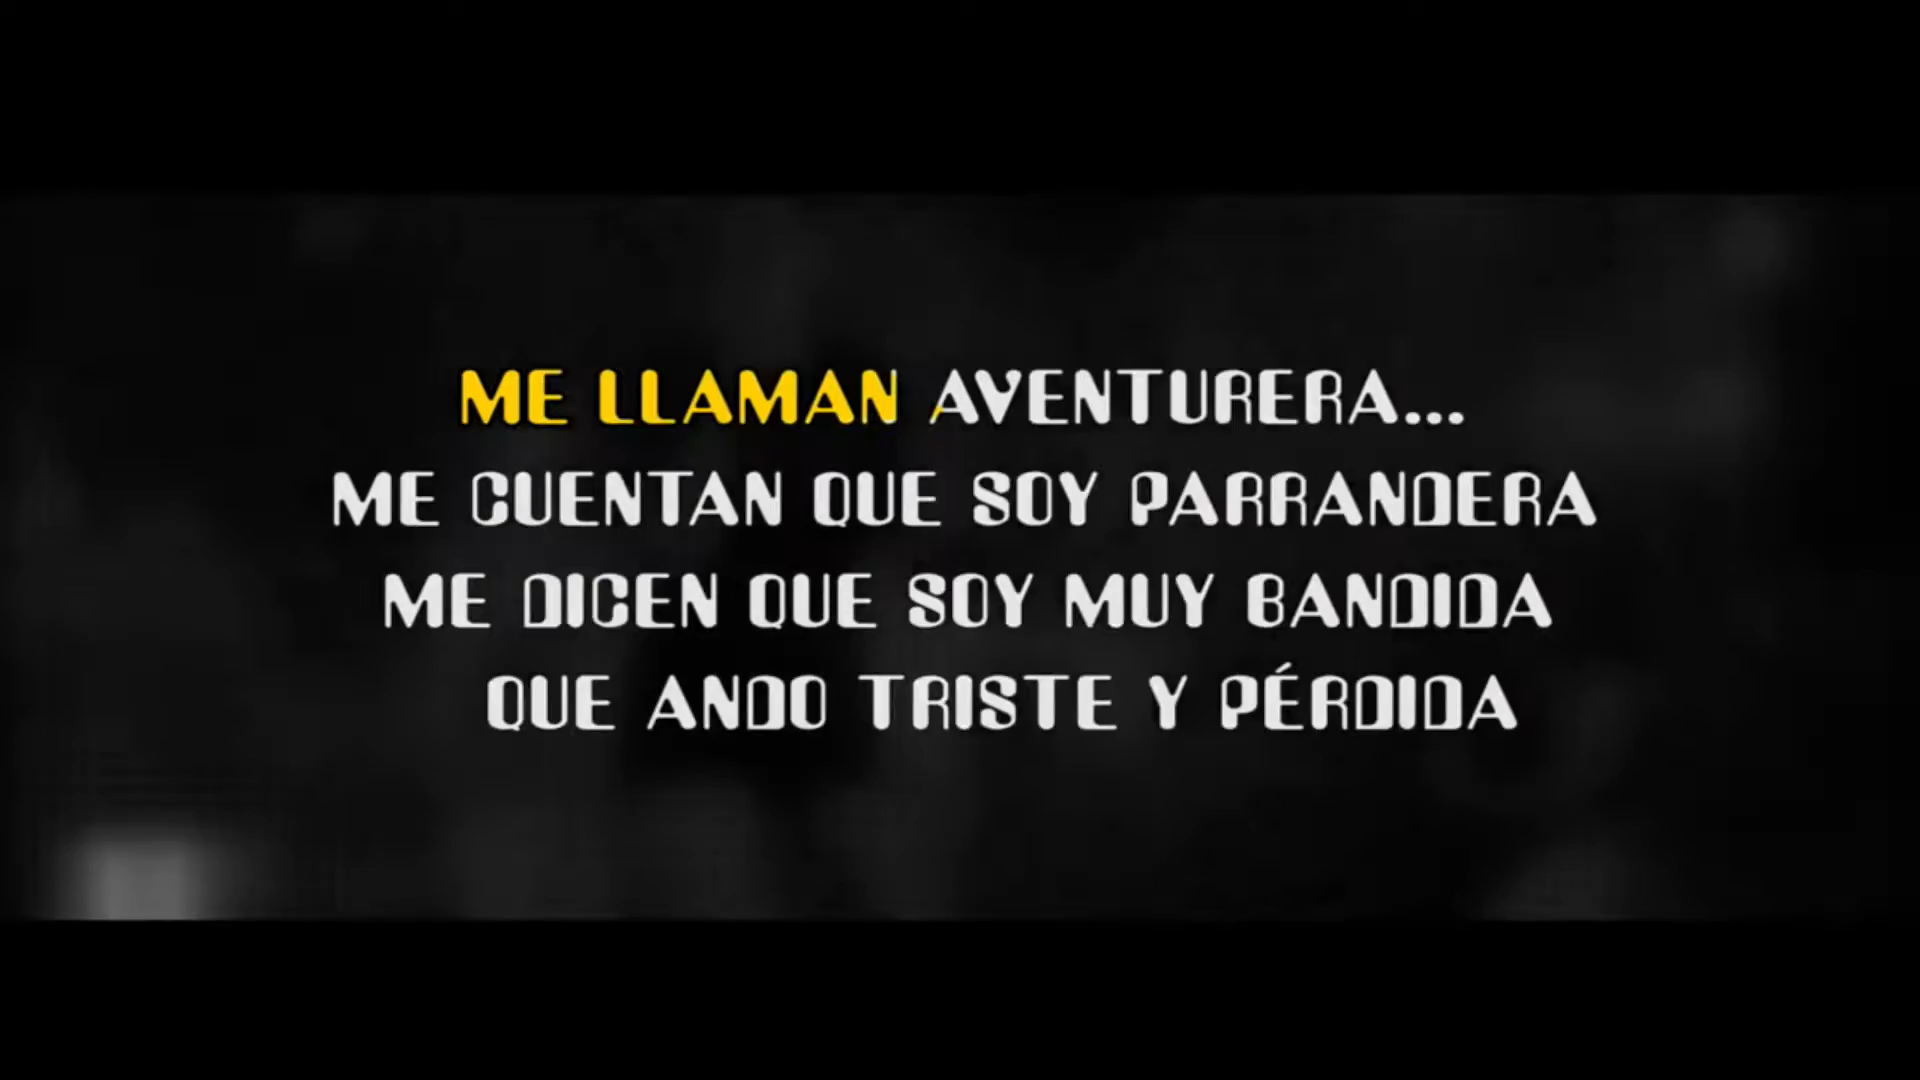 ME LLAMAN AVENTURERA...
ME CUENTAN QUE SOY PARRANDERA
ME DICEN QUE SOY MUY BANDIDA
QUE ANDO TRISTE Y PÉRDIDA